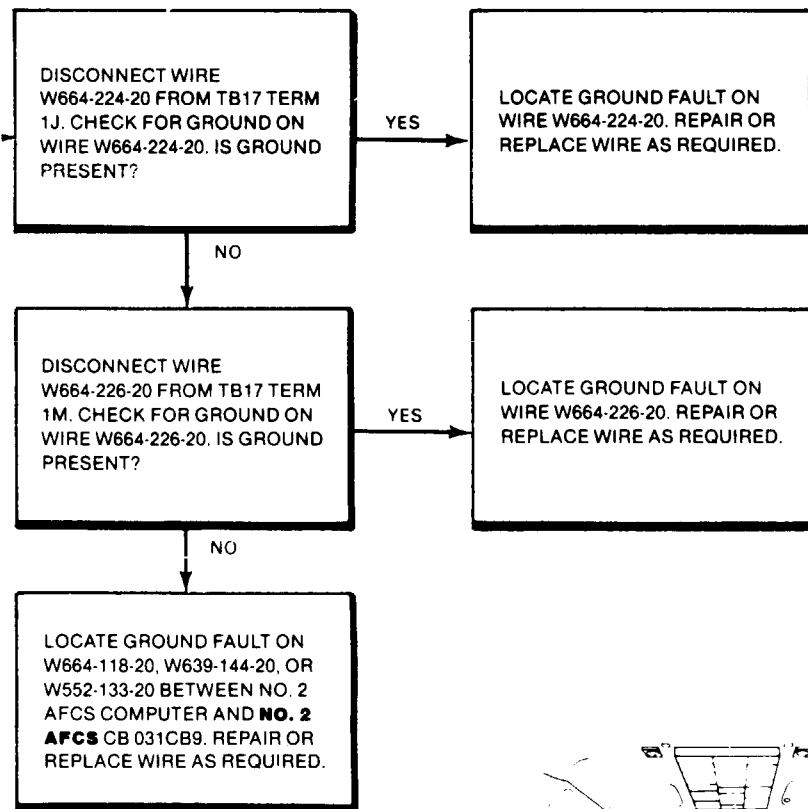 DISCONNECT WIRE
W664-224-20 FROM TB17 TERM
1J. CHECK FOR GROUND ON
WIRE W664-224-20. IS GROUND
PRESENT?
YES
LOCATE GROUND FAULT ON
WIRE W664-224-20. REPAIR OR
REPLACE WIRE AS REQUIRED.
NO
DISCONNECT WIRE
W664-226-20 FROM TB17 TERM
1M. CHECK FOR GROUND ON
WIRE W664-226-20. IS GROUND
PRESENT?
YES
LOCATE GROUND FAULT ON
WIRE W664-226-20. REPAIR OR
REPLACE WIRE AS REQUIRED.
NO
LOCATE GROUND FAULT ON
W664-118-20, W639-144-20, OR
W552-133-20 BETWEEN NO. 2
AFCS COMPUTER AND NO. 2
AFCS CB 031CB9. REPAIR OR
REPLACE WIRE AS REQUIRED.